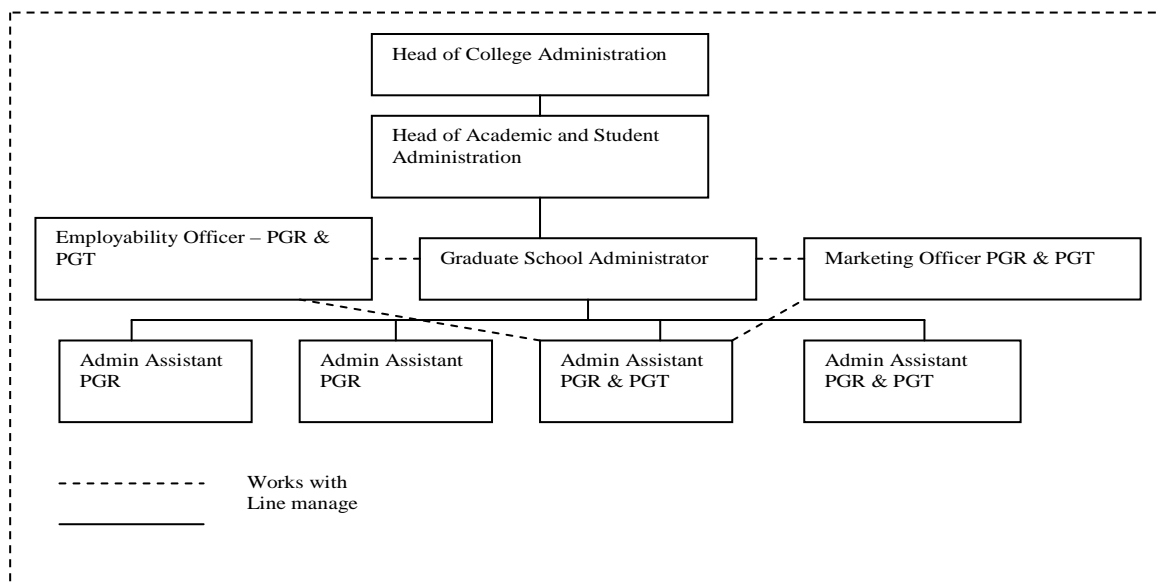 Head of College Administration
Head of Academic and Student
Administration
Employability Officer – PGR &
PGT
Graduate School Administrator
Marketing Officer PGR & PGT
Admin Assistant
PGR
Admin Assistant
PGR
Admin Assistant
PGR & PGT
Admin Assistant
PGR & PGT
Works with
Line manage